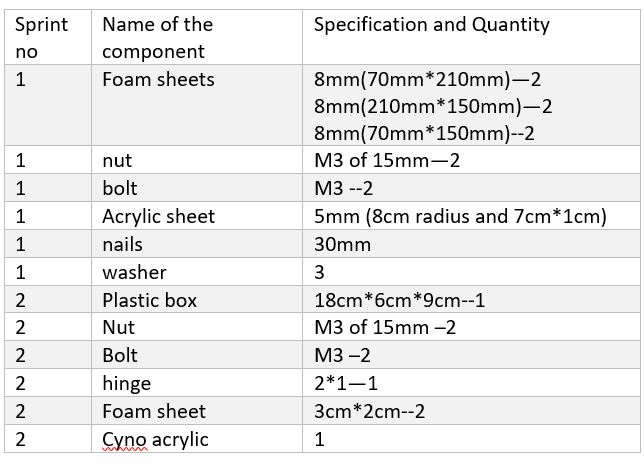 Sprint no Name of the component Specification and Quantity
1 Foam sheets 8mm(70mm*210mm)—2
8mm(210mm*150mm)—2
8mm(70mm*150mm)--2
1 nut M3 of 15mm—2
1 bolt M3 --2
1 Acrylic sheet 5mm (8cm radius and 7cm*1cm)
1 nails 30mm
1 washer 3
2 Plastic box 18cm*6cm*9cm--1
2 Nut M3 of 15mm –2
2 Bolt M3 –2
2 hinge 2*1—1
2 Foam sheet 3cm*2cm--2
2 Cyno acrylic 1